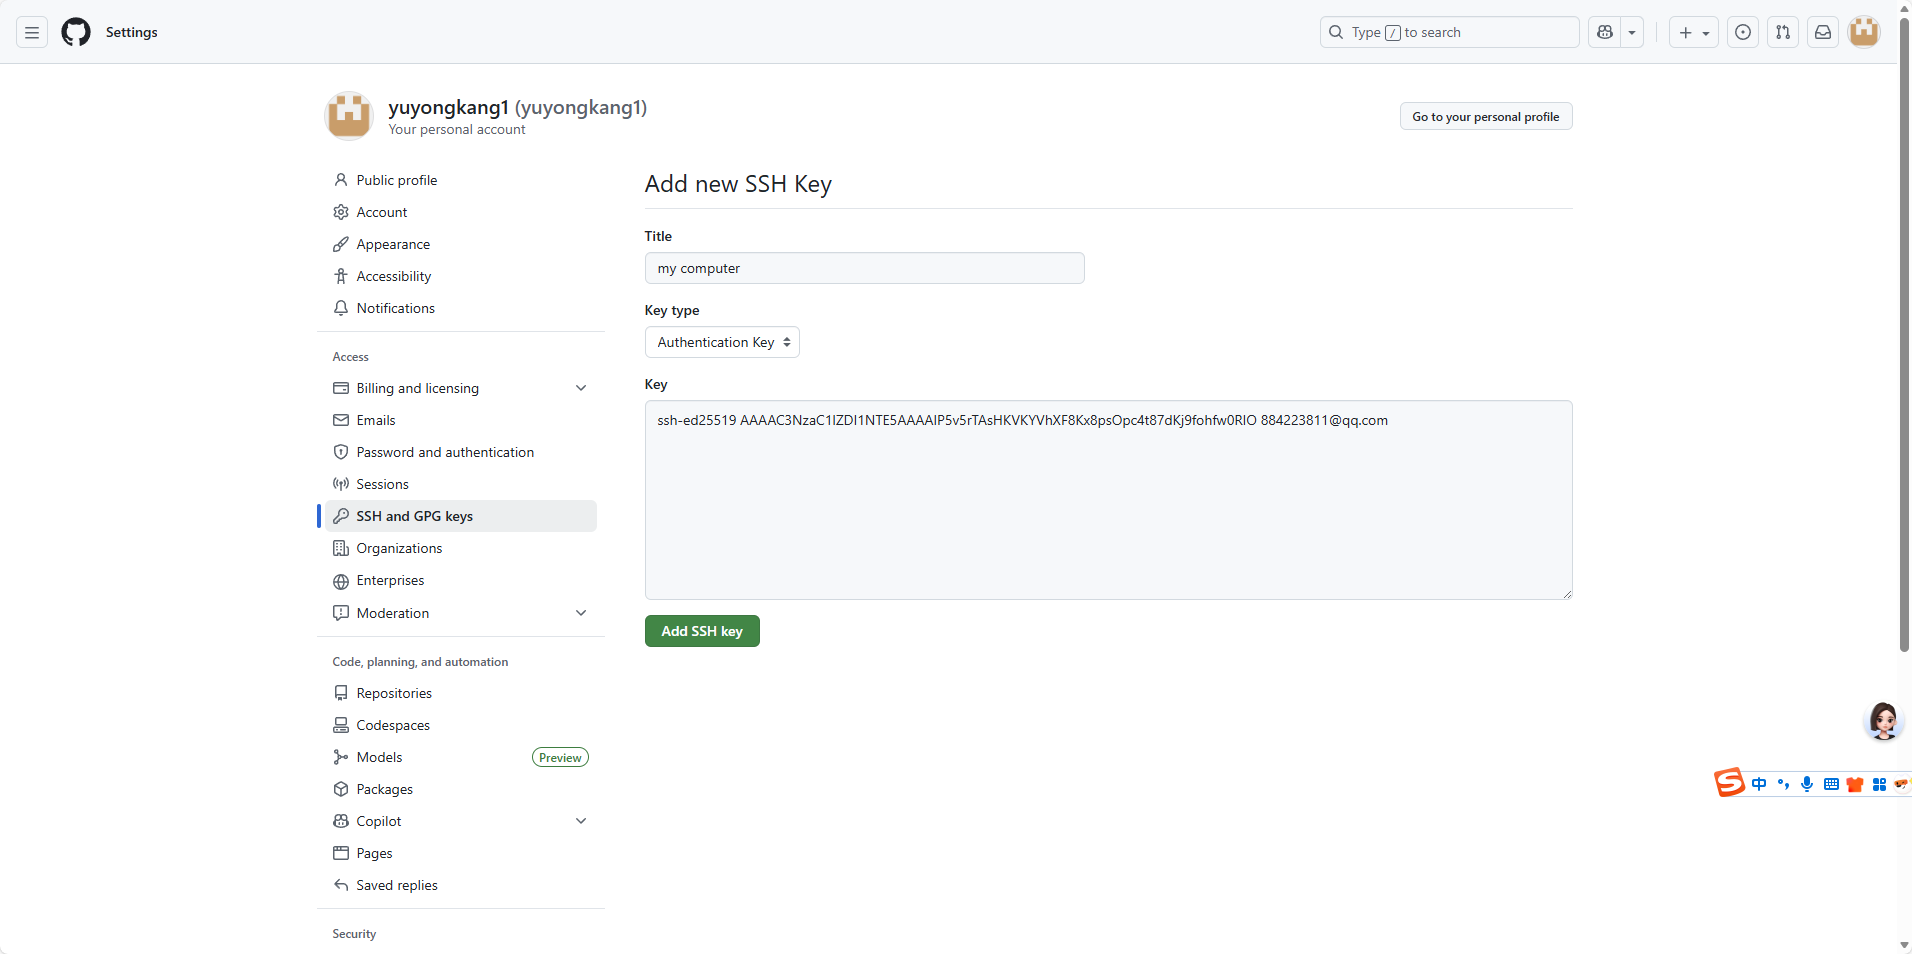 Settings
Type / to search
yuyongkang1 (yuyongkang1)
Your personal account
Go to your personal profile
Public profile
Account
Appearance
Accessibility
Notifications
Access
Billing and licensing
Emails
Password and authentication
Sessions
SSH and GPG keys
Organizations
Enterprises
Moderation
Code, planning, and automation
Repositories
Codespaces
Models
Preview
Packages
Copilot
Pages
Saved replies
Security
Add new SSH Key
Title
my computer
Key type
Authentication Key
Key
ssh-ed25519 AAAAC3NzaC1lZDI1NTE5AAAAIP5v5rTAsHKVKYVhXF8Kx8psOpc4t87dKj9fohfw0RIO 884223811@qq.com
Add SSH key
中